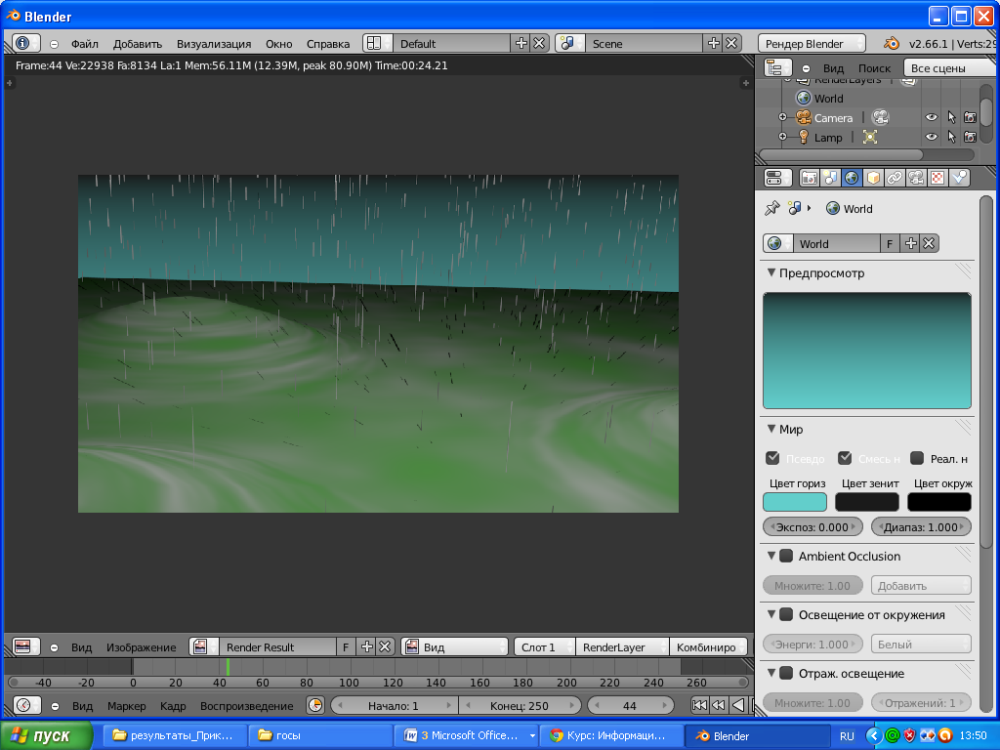 Blender
Файл Добавить Визуализация Окно Справка Default Scene Рендер Blender v2.66.1 | Verts:29
Frame:44 Ve:22938 Fa:8134 La:1 Mem:56.11M (12.39M, peak 80.90M) Time:00:24.21
Вид Поиск Все сцены
RenderLayers
World
Camera
Lamp
World
World F
Предпросмотр
Мир
Псевдо Смесь н Реал. н
Цвет гориз Цвет зенит Цвет окруж
Экспоз: 0.000 Диапаз: 1.000
Ambient Occlusion
Множите: 1.00 Добавить
Освещение от окружения
Энерги: 1.000 Белый
Отраж. освещение
Множите: 1.00 Отражений: 1
Вид Изображение Render Result F Вид Слот 1 RenderLayer Комбиниро
-40 -20 0 20 40 60 80 100 120 140 160 180 200 220 240 260
Вид Маркер Кадр Воспроизведение Начало: 1 Конец: 250 44
пуск результаты_Прик... госы 3 Microsoft Office... Курс: Информаци... Blender RU 13:50